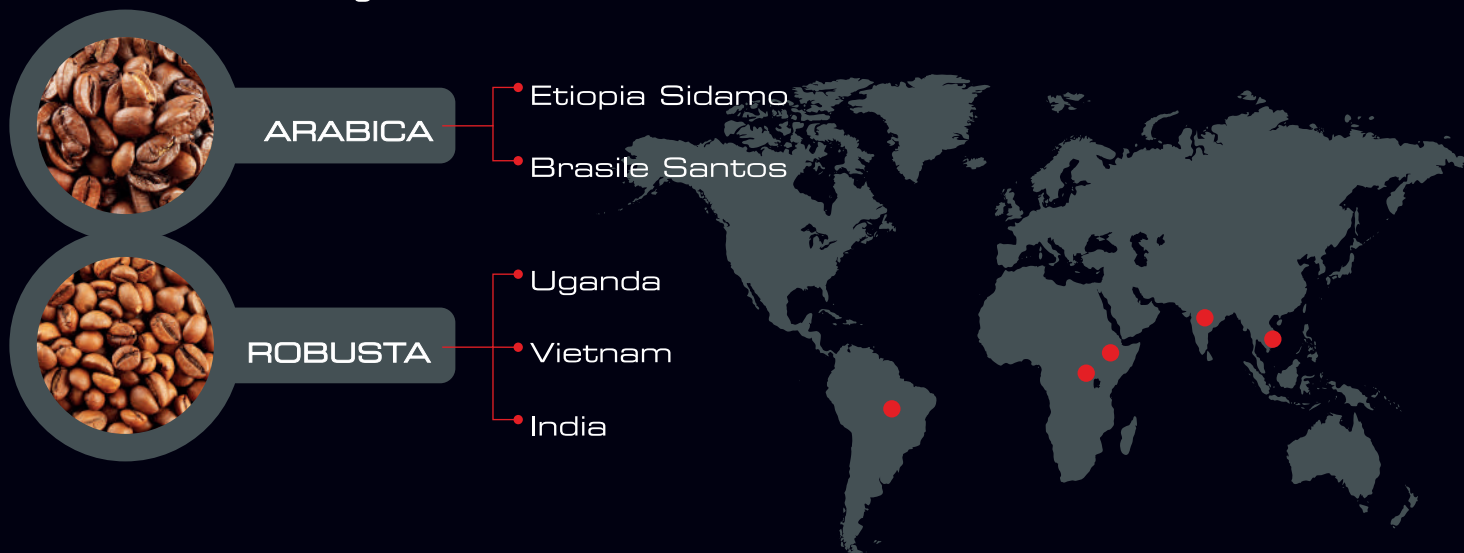 ARABICA
Etiopia Sidamo
Brasile Santos
ROBUSTA
Uganda
Vietnam
India